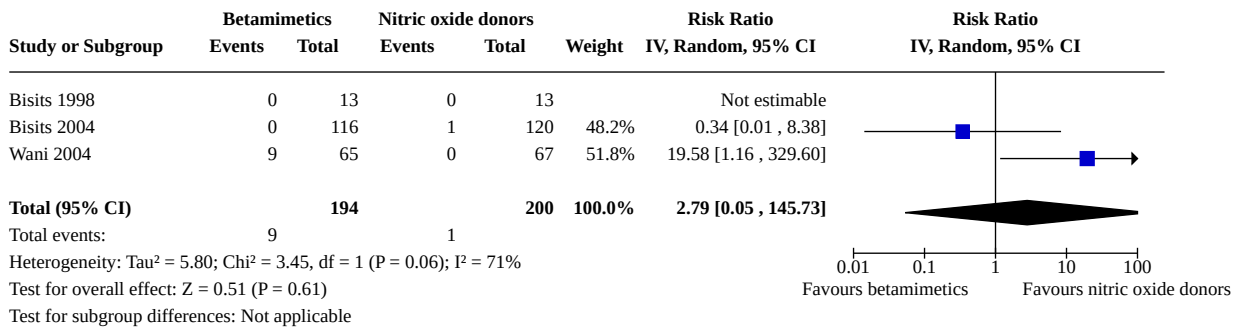 Betamimetics Nitric oxide donors Risk Ratio Risk Ratio
Study or Subgroup Events Total Events Total Weight IV, Random, 95% CI IV, Random, 95% CI
Bisits 1998 0 13 0 13 Not estimable
Bisits 2004 0 116 1 120 48.2% 0.34 [0.01 , 8.38]
Wani 2004 9 65 0 67 51.8% 19.58 [1.16 , 329.60]
Total (95% CI) 194 200 100.0% 2.79 [0.05 , 145.73]
Total events: 9 1
Heterogeneity: Tau² = 5.80; Chi² = 3.45, df = 1 (P = 0.06); I² = 71%
0.01 0.1 1 10 100
Test for overall effect: Z = 0.51 (P = 0.61) Favours betamimetics Favours nitric oxide donors
Test for subgroup differences: Not applicable